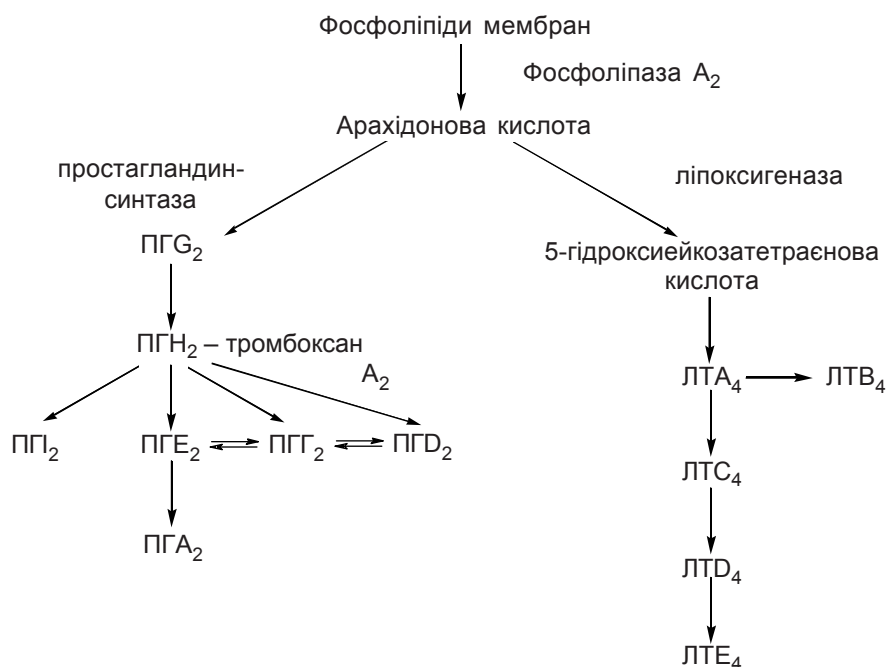 Фосфоліпіди мембран
Фосфоліпаза A₂
Арахідонова кислота
простагландин-
синтаза
ліпоксигеназа
ПГG₂
5-гідроксиейкозатетраєнова
кислота
ПГH₂ – тромбоксан
A₂
ЛТA₄
ЛТB₄
ПГI₂
ПГE₂
ПГГ₂
ПГD₂
ЛТC₄
ПГA₂
ЛТD₄
ЛТE₄